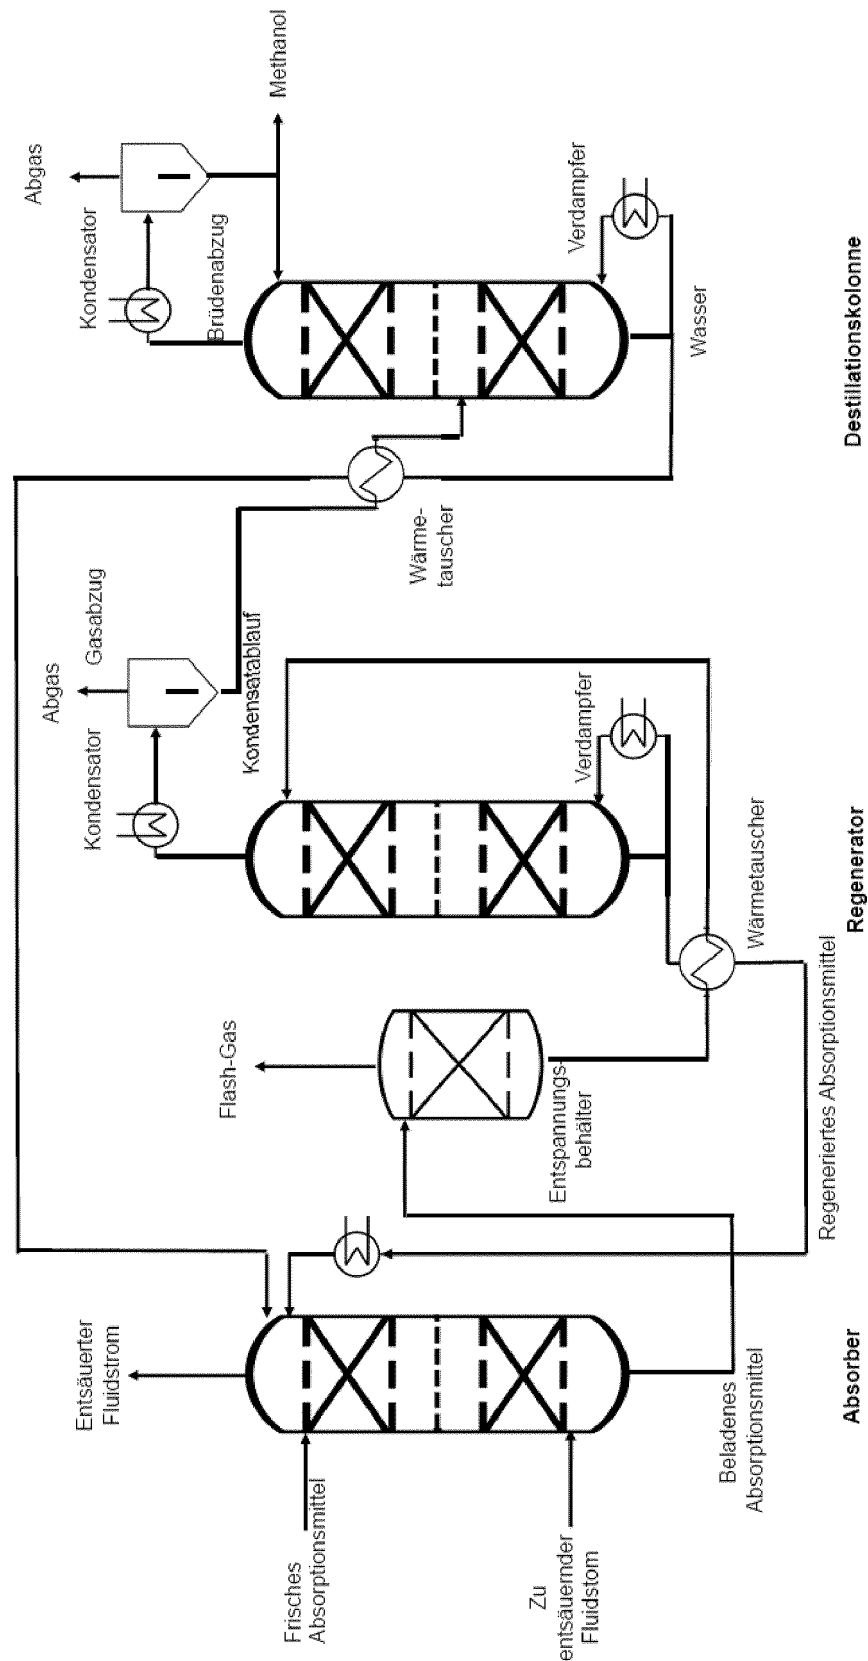 Entsäuerter
Fluidstrom
Frisches
Absorptionsmittel
Zu
entsäuernder
Fluidstom
Beladenes
Absorptionsmittel
Absorber
Flash-Gas
Entspannungs-
behälter
Regeneriertes Absorptionsmittel
Wärmetauscher
Abgas
Gasabzug
Kondensator
Kondensatablauf
Verdampfer
Regenerator
Wärme-
tauscher
Abgas
Kondensator
Brüdenabzug
Methanol
Verdampfer
Wasser
Destillationskolonne